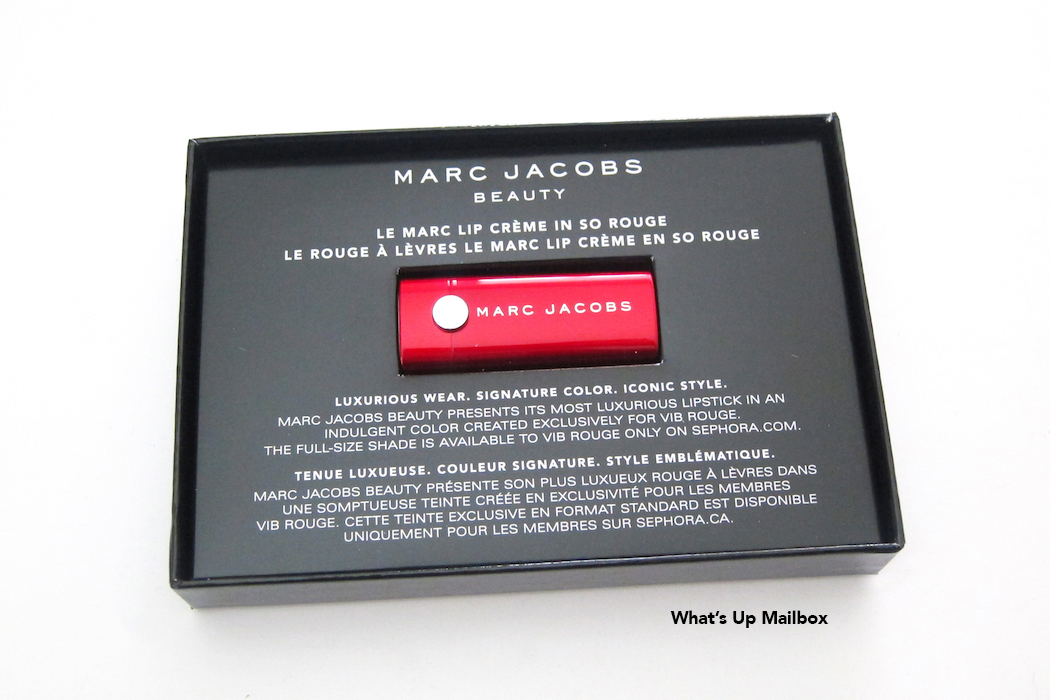 MARC JACOBS
BEAUTY
LE MARC LIP CRÈME IN SO ROUGE
LE ROUGE À LÈVRES LE MARC LIP CRÈME EN SO ROUGE
MARC JACOBS
LUXURIOUS WEAR. SIGNATURE COLOR. ICONIC STYLE.
MARC JACOBS BEAUTY PRESENTS ITS MOST LUXURIOUS LIPSTICK IN AN
INDULGENT COLOR CREATED EXCLUSIVELY FOR VIB ROUGE.
THE FULL-SIZE SHADE IS AVAILABLE TO VIB ROUGE ONLY ON SEPHORA.COM.
TENUE LUXUEUSE. COULEUR SIGNATURE. STYLE EMBLÉMATIQUE.
MARC JACOBS BEAUTY PRÉSENTE SON PLUS LUXUEUX ROUGE À LÈVRES DANS
UNE SOMPTUEUSE TEINTE CRÉÉE EN EXCLUSIVITÉ POUR LES MEMBRES
VIB ROUGE. CETTE TEINTE EXCLUSIVE EN FORMAT STANDARD EST DISPONIBLE
UNIQUEMENT POUR LES MEMBRES SUR SEPHORA.CA.
What's Up Mailbox